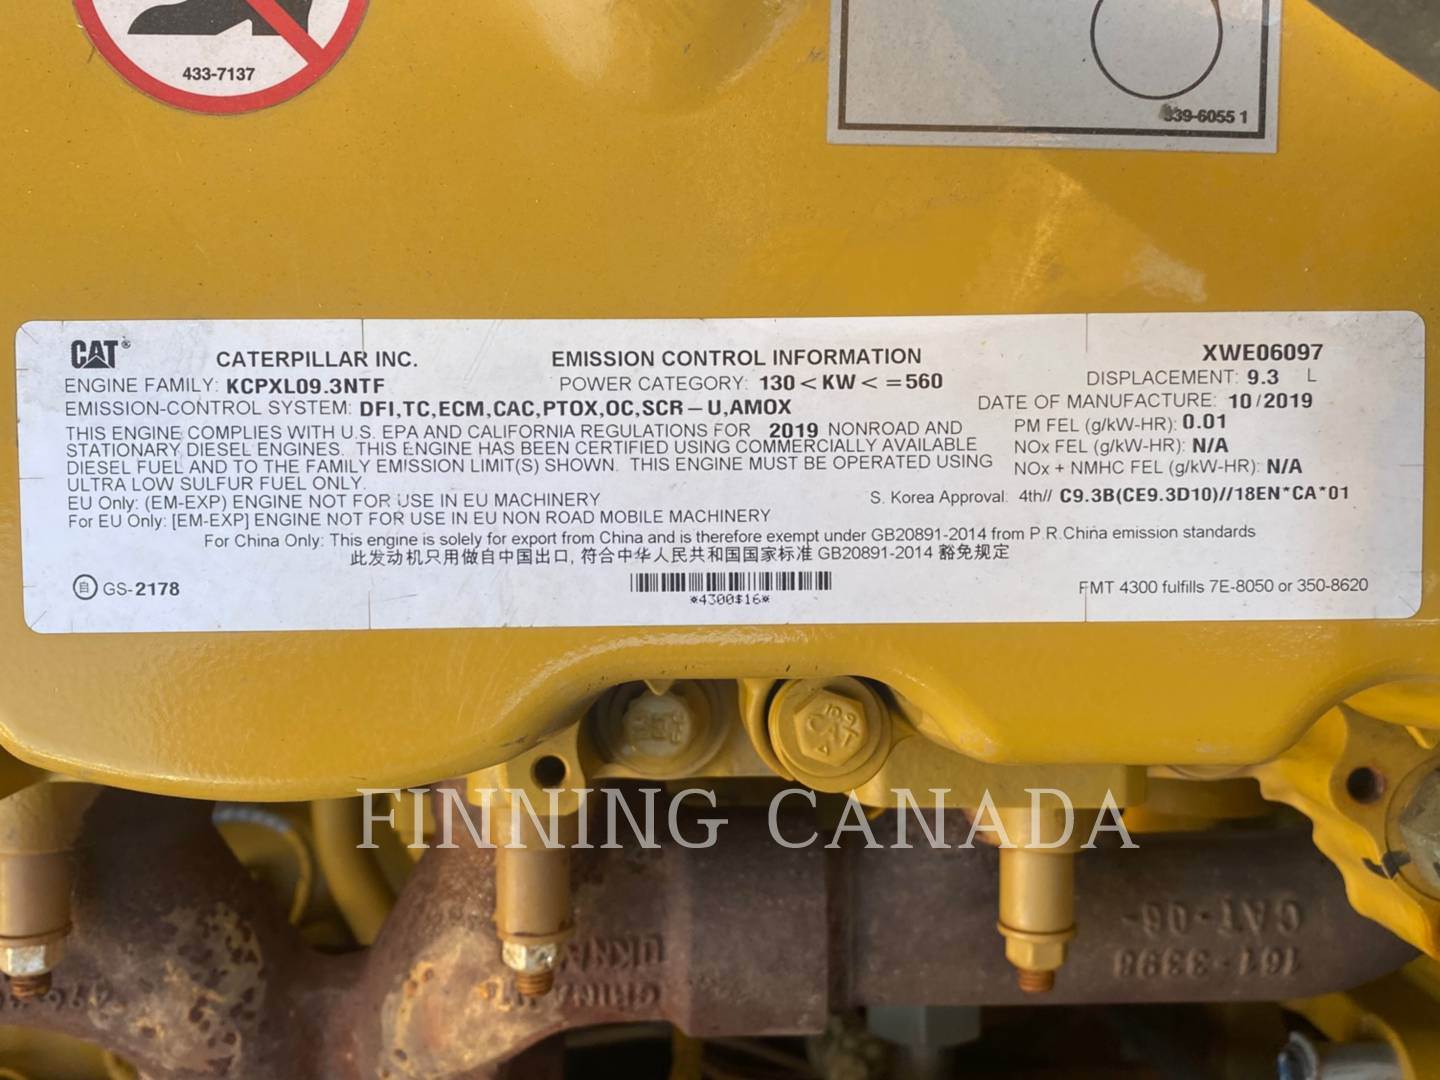 433-7137
339-6055 1
CAT® CATERPILLAR INC. EMISSION CONTROL INFORMATION XWE06097
ENGINE FAMILY: KCPXL09.3NTF POWER CATEGORY: 130<KW<=560 DISPLACEMENT: 9.3 L
EMISSION-CONTROL SYSTEM: DFI,TC,ECM,CAC,PTOX,OC,SCR-U,AMOX DATE OF MANUFACTURE: 10/2019
THIS ENGINE COMPLIES WITH U.S. EPA AND CALIFORNIA REGULATIONS FOR 2019 NONROAD AND PM FEL (g/kW-HR): 0.01
STATIONARY DIESEL ENGINES. THIS ENGINE HAS BEEN CERTIFIED USING COMMERCIALLY AVAILABLE NOx FEL (g/kW-HR): N/A
DIESEL FUEL AND TO THE FAMILY EMISSION LIMIT(S) SHOWN. THIS ENGINE MUST BE OPERATED USING NOx + NMHC FEL (g/kW-HR): N/A
ULTRA LOW SULFUR FUEL ONLY.
EU Only: (EM-EXP) ENGINE NOT FOR USE IN EU MACHINERY S. Korea Approval: 4th// C9.3B(CE9.3D10)//18EN*CA*01
For EU Only: [EM-EXP] ENGINE NOT FOR USE IN EU NON ROAD MOBILE MACHINERY
For China Only: This engine is solely for export from China and is therefore exempt under GB20891-2014 from P.R.China emission standards
此发动机只用做自中国出口, 符合中华人民共和国国家标准 GB20891-2014 豁免规定
自 GS-2178 *4300$16* FMT 4300 fulfills 7E-8050 or 350-8620
109
CAT
FINNING CANADA
CAT-06-
161-3396